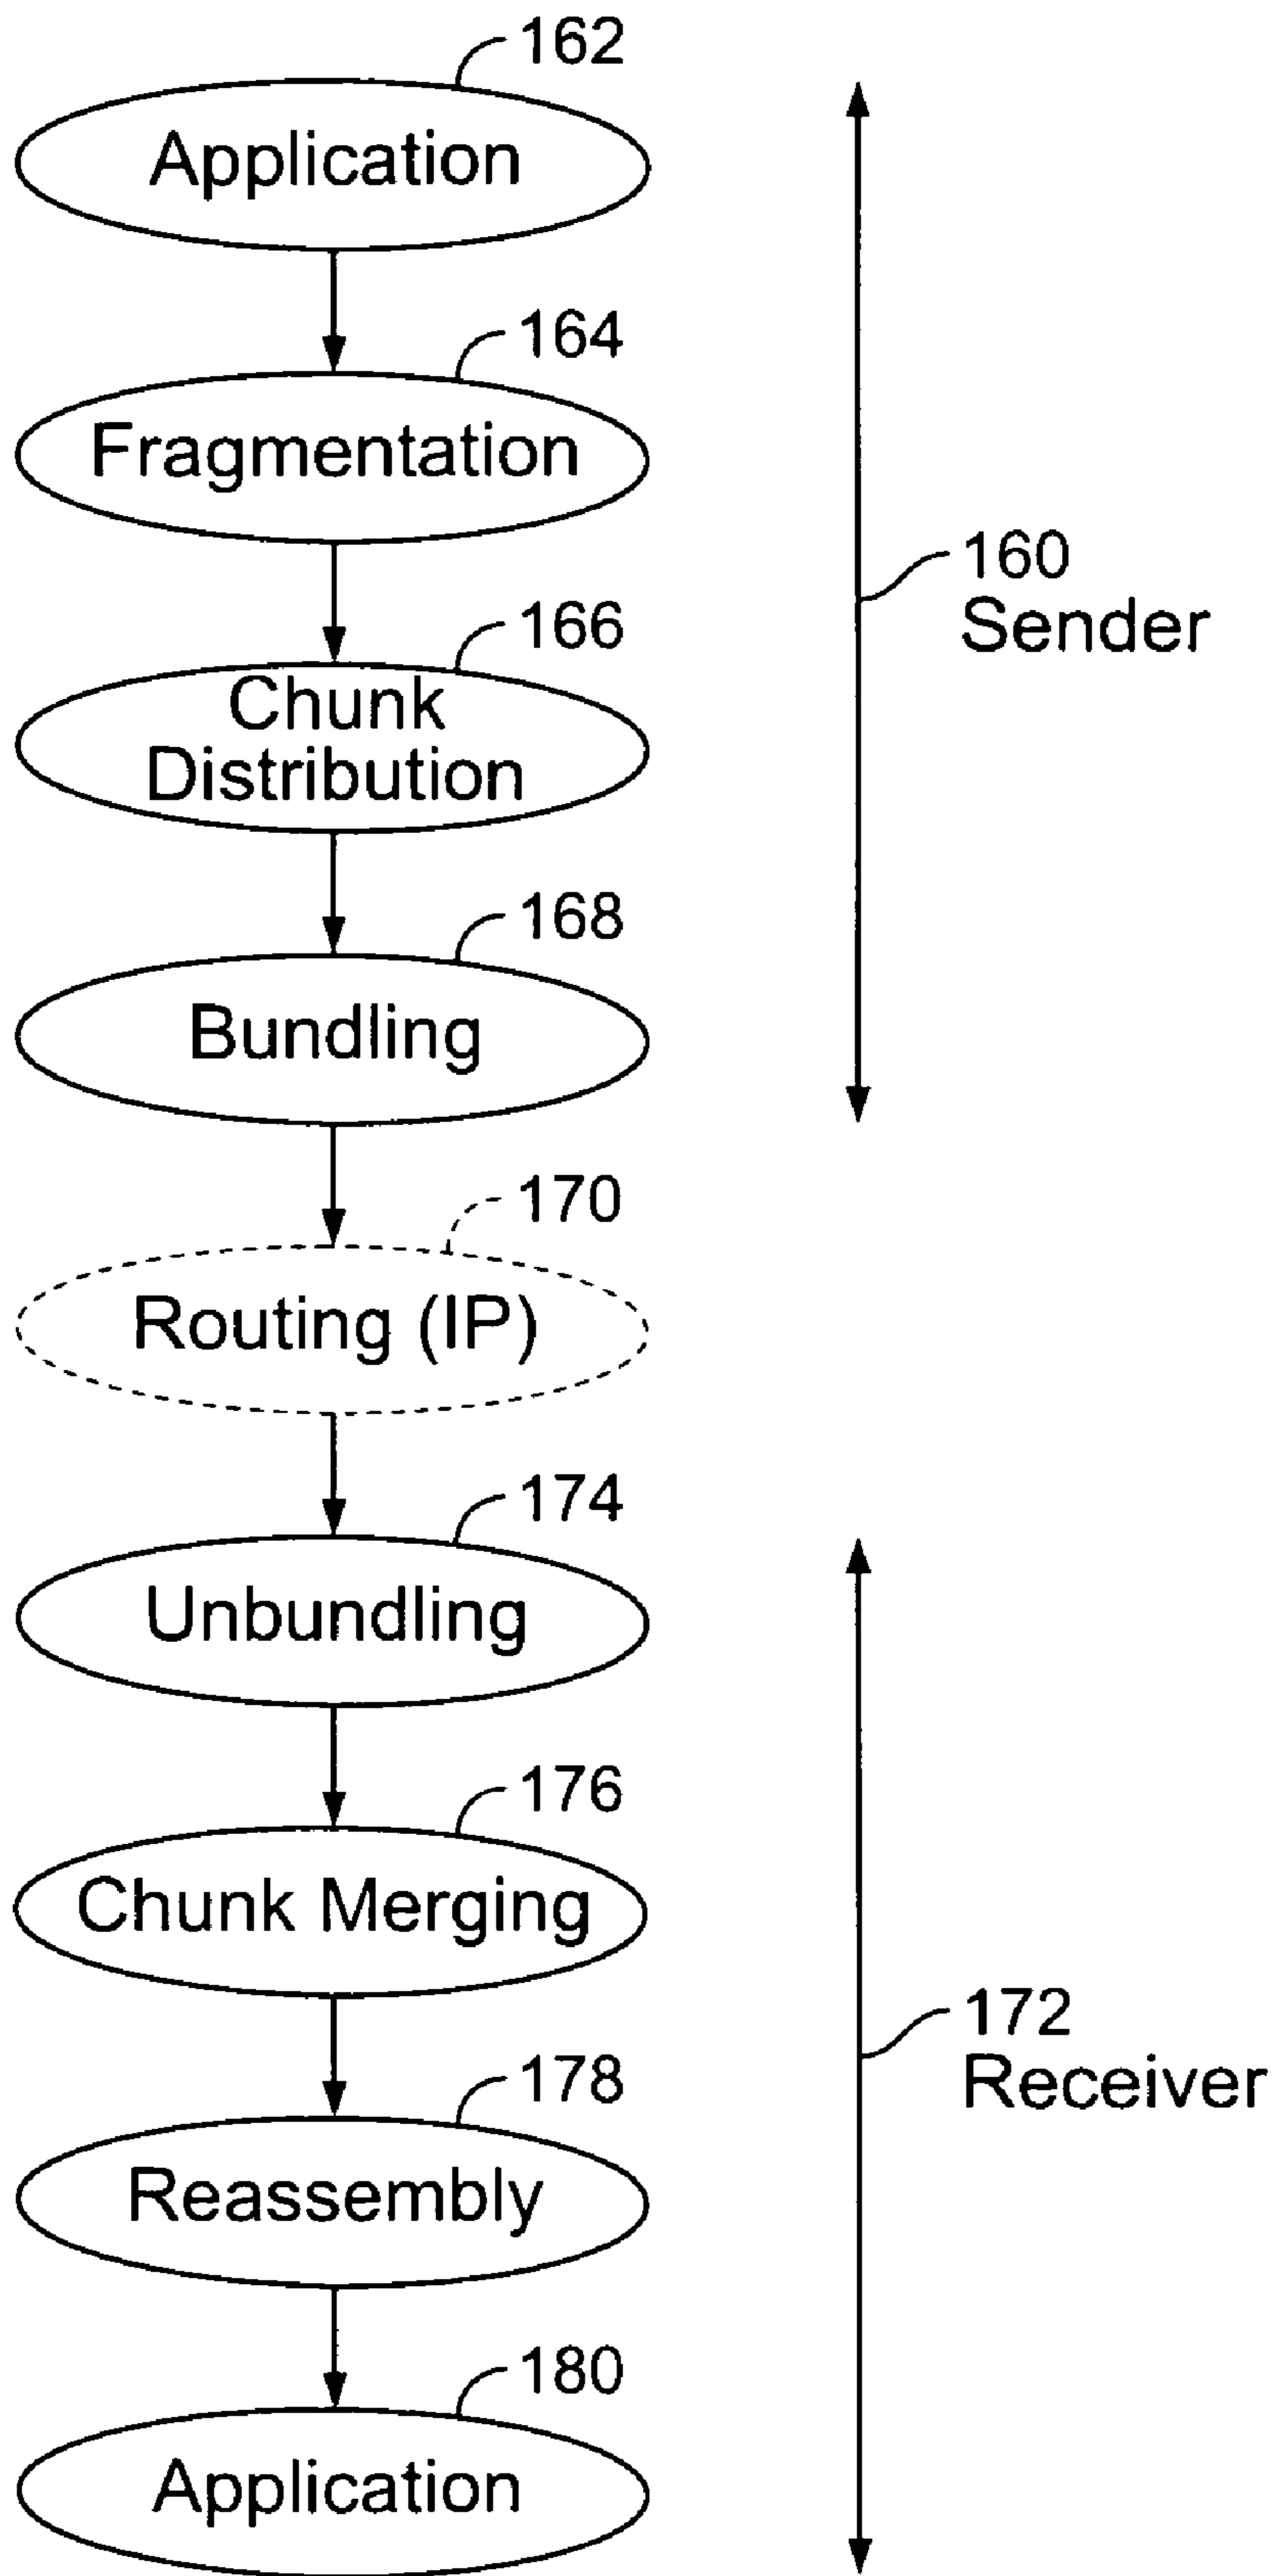 162
Application
164
Fragmentation
160
Sender
166
Chunk
Distribution
168
Bundling
170
Routing (IP)
174
Unbundling
176
Chunk Merging
172
Receiver
178
Reassembly
180
Application